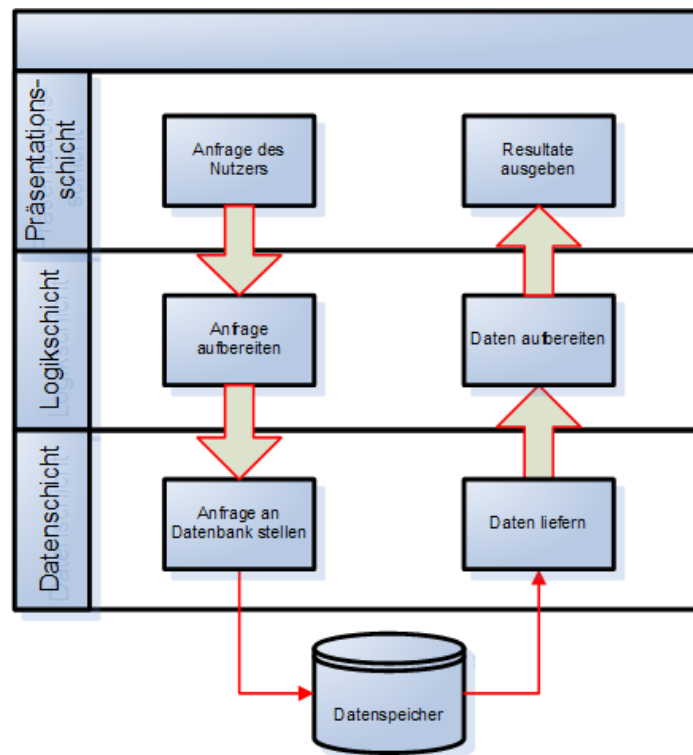 Präsentations-
schicht
Anfrage des
Nutzers
Resultate
ausgeben
Logikschicht
Anfrage
aufbereiten
Daten aufbereiten
Datenschicht
Anfrage an
Datenbank stellen
Daten liefern
Datenspeicher